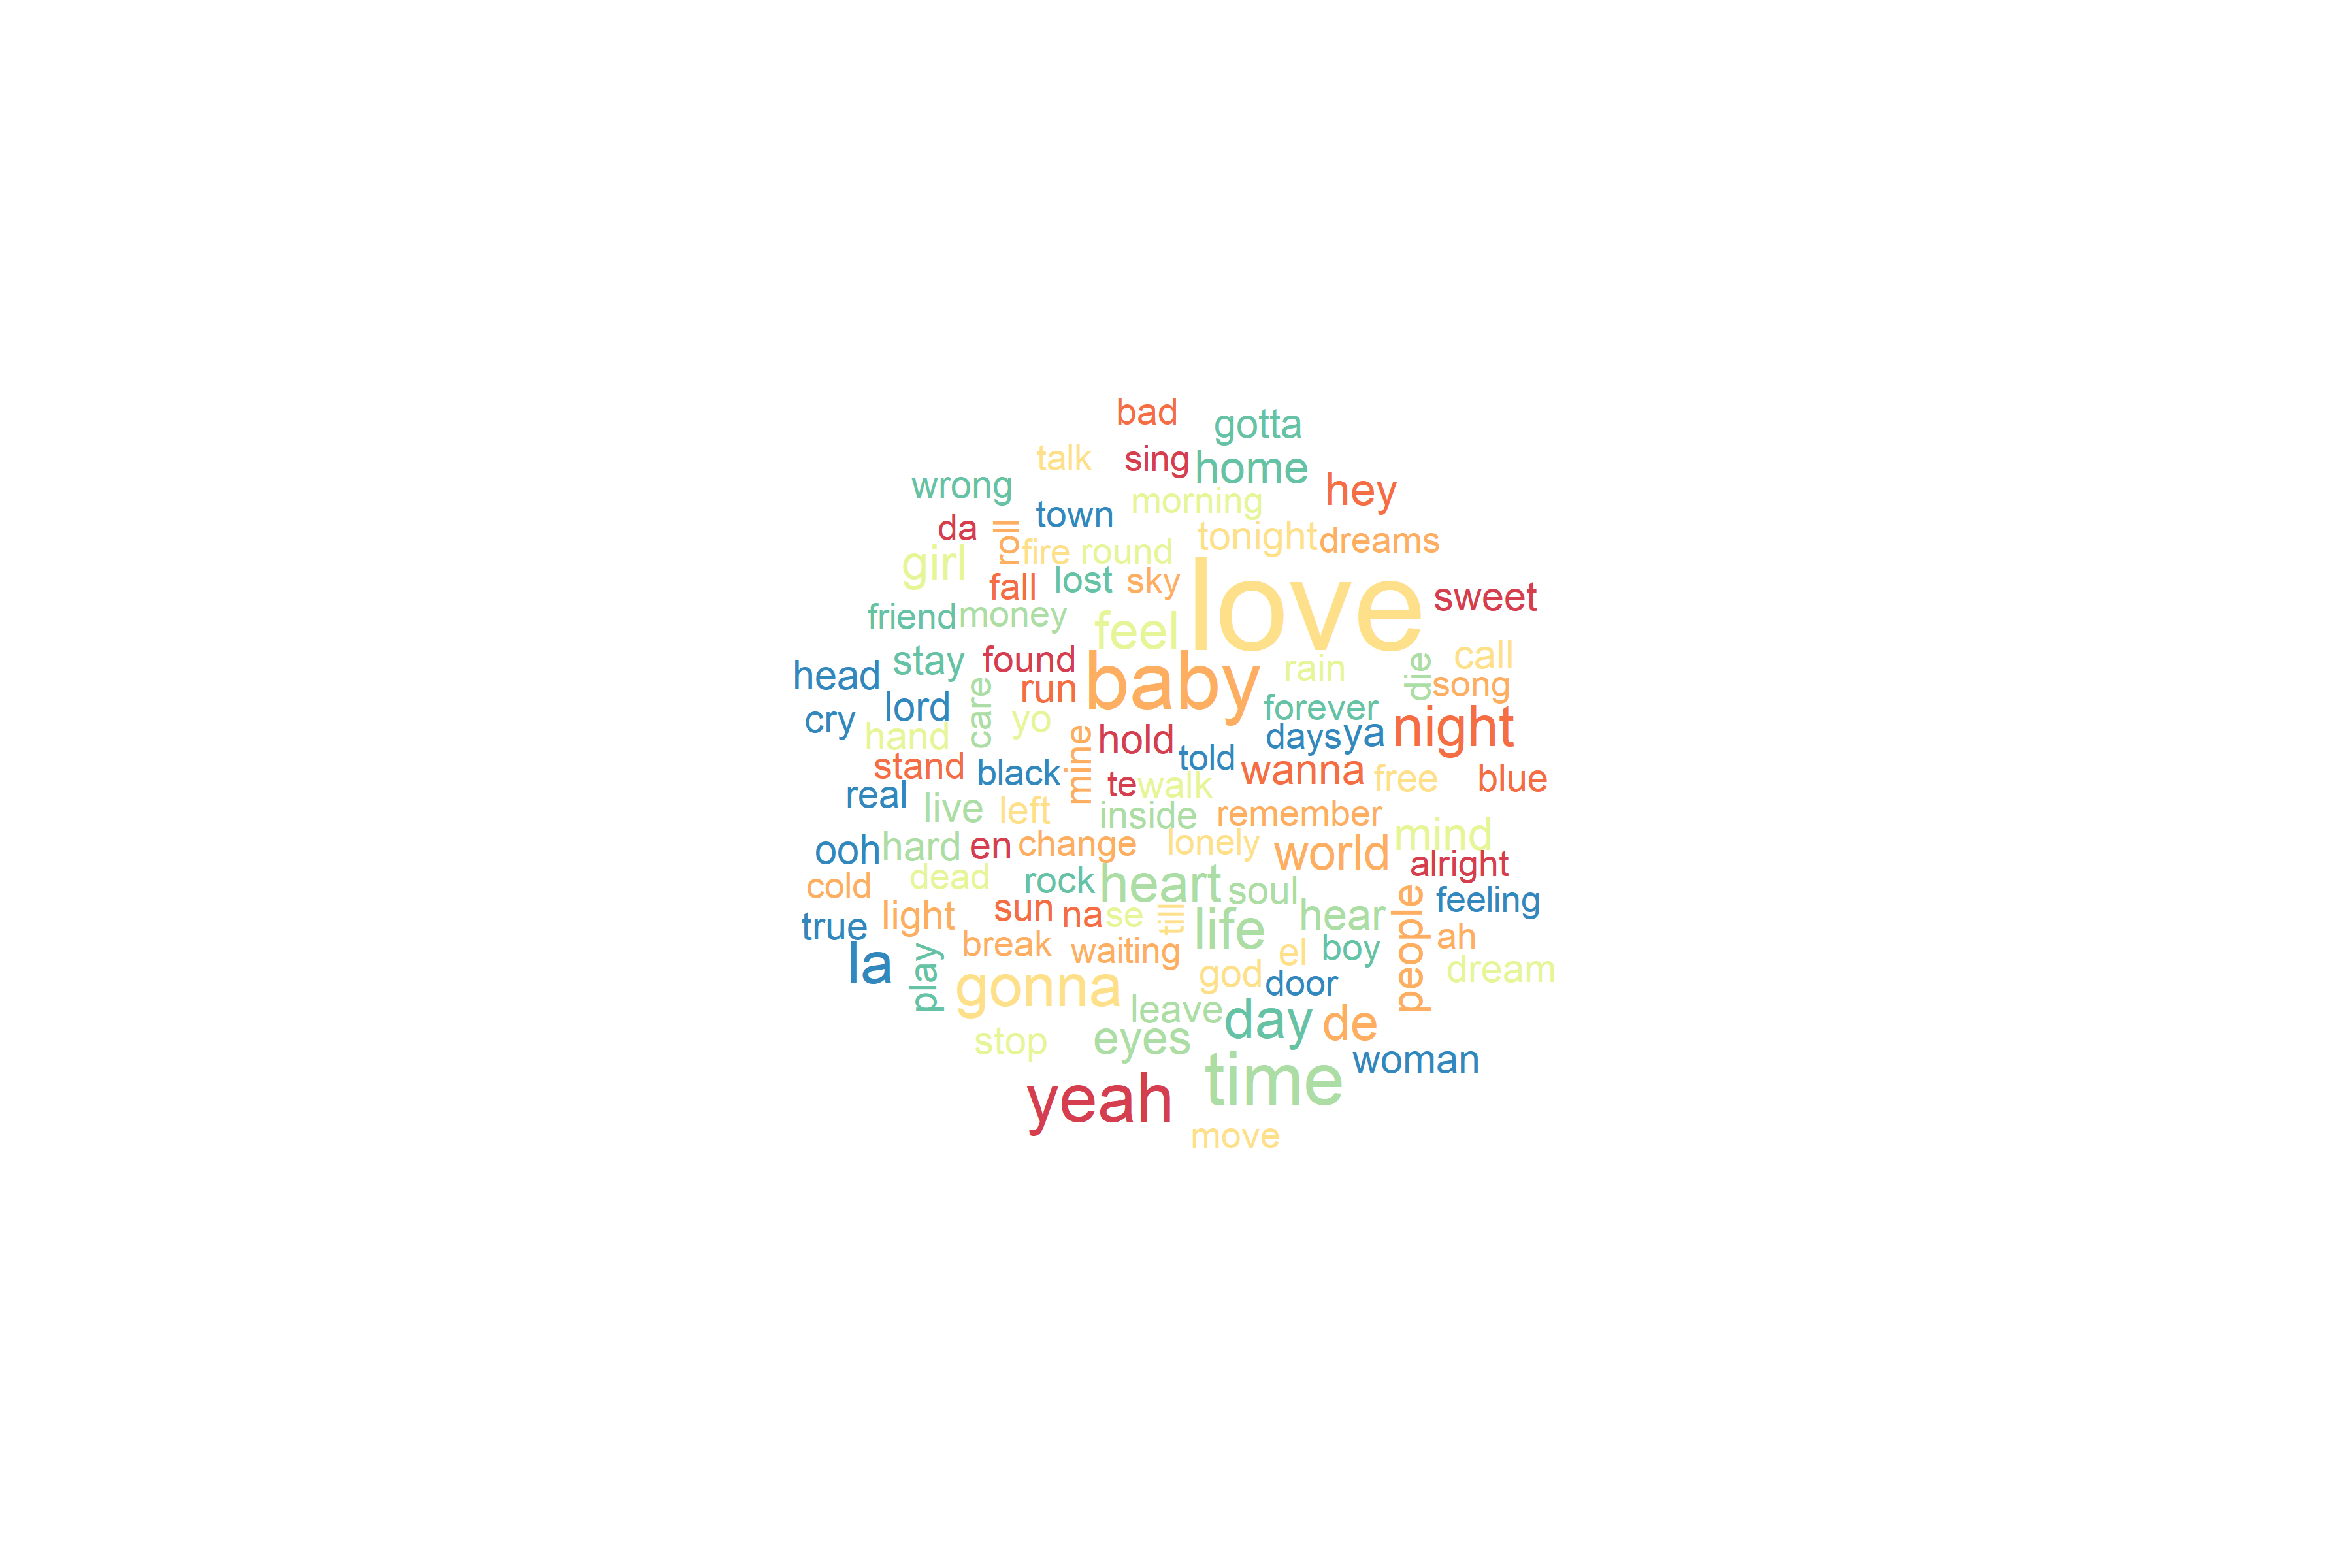 bad
gotta
talk
sing
home
wrong
morning
hey
town
da
roll
tonight
dreams
fire
round
girl
fall
lost
sky
love
sweet
friend
money
feel
head
stay
found
baby
rain
die
call
run
song
lord
care
yo
forever
cry
hand
mine
hold
days
ya
night
stand
black
told
wanna
te
walk
free
blue
real
live
left
inside
remember
mind
ooh
hard
en
change
lonely
world
alright
cold
dead
rock
heart
soul
people
feeling
true
light
sun
na
se
till
life
hear
la
play
break
waiting
el
boy
ah
gonna
god
door
dream
leave
day
de
stop
eyes
woman
yeah
time
move